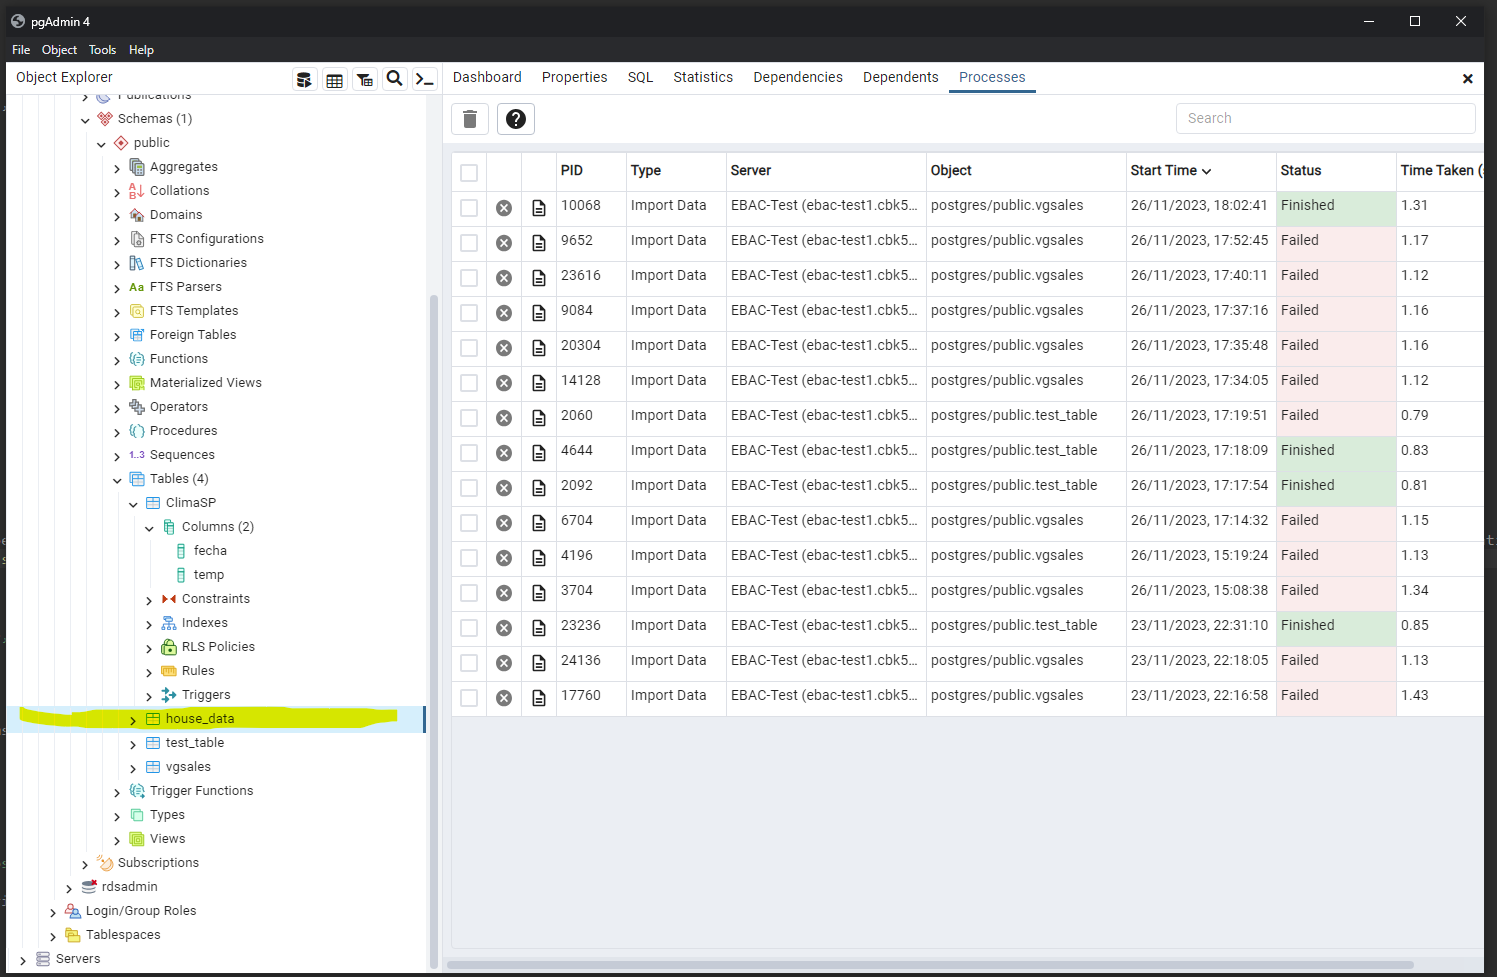 pgAdmin 4
File Object Tools Help
Object Explorer
Dashboard Properties SQL Statistics Dependencies Dependents Processes
Publications
Schemas (1)
public
Aggregates
Collations
Domains
FTS Configurations
FTS Dictionaries
Aa FTS Parsers
FTS Templates
Foreign Tables
Functions
Materialized Views
Operators
Procedures
1..3 Sequences
Tables (4)
ClimaSP
Columns (2)
fecha
temp
Constraints
Indexes
RLS Policies
Rules
Triggers
house_data
test_table
vgsales
Trigger Functions
Types
Views
Subscriptions
rdsadmin
Login/Group Roles
Tablespaces
Servers
Search
PID Type Server Object Start Time Status Time Taken (
10068 Import Data EBAC-Test (ebac-test1.cbk5... postgres/public.vgsales 26/11/2023, 18:02:41 Finished 1.31
9652 Import Data EBAC-Test (ebac-test1.cbk5... postgres/public.vgsales 26/11/2023, 17:52:45 Failed 1.17
23616 Import Data EBAC-Test (ebac-test1.cbk5... postgres/public.vgsales 26/11/2023, 17:40:11 Failed 1.12
9084 Import Data EBAC-Test (ebac-test1.cbk5... postgres/public.vgsales 26/11/2023, 17:37:16 Failed 1.16
20304 Import Data EBAC-Test (ebac-test1.cbk5... postgres/public.vgsales 26/11/2023, 17:35:48 Failed 1.16
14128 Import Data EBAC-Test (ebac-test1.cbk5... postgres/public.vgsales 26/11/2023, 17:34:05 Failed 1.12
2060 Import Data EBAC-Test (ebac-test1.cbk5... postgres/public.test_table 26/11/2023, 17:19:51 Failed 0.79
4644 Import Data EBAC-Test (ebac-test1.cbk5... postgres/public.test_table 26/11/2023, 17:18:09 Finished 0.83
2092 Import Data EBAC-Test (ebac-test1.cbk5... postgres/public.test_table 26/11/2023, 17:17:54 Finished 0.81
6704 Import Data EBAC-Test (ebac-test1.cbk5... postgres/public.vgsales 26/11/2023, 17:14:32 Failed 1.15
4196 Import Data EBAC-Test (ebac-test1.cbk5... postgres/public.vgsales 26/11/2023, 15:19:24 Failed 1.13
3704 Import Data EBAC-Test (ebac-test1.cbk5... postgres/public.vgsales 26/11/2023, 15:08:38 Failed 1.34
23236 Import Data EBAC-Test (ebac-test1.cbk5... postgres/public.test_table 23/11/2023, 22:31:10 Finished 0.85
24136 Import Data EBAC-Test (ebac-test1.cbk5... postgres/public.vgsales 23/11/2023, 22:18:05 Failed 1.13
17760 Import Data EBAC-Test (ebac-test1.cbk5... postgres/public.vgsales 23/11/2023, 22:16:58 Failed 1.43